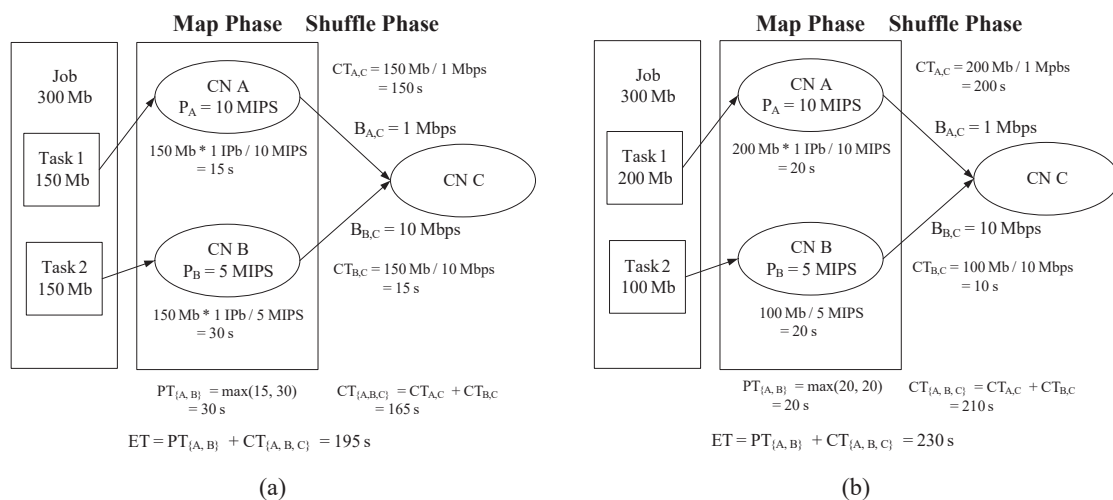 Map Phase Shuffle Phase
Job
300 Mb
Task 1
150 Mb
Task 2
150 Mb
CN A
P_A = 10 MIPS
150 Mb * 1 IPb / 10 MIPS
= 15 s
CN B
P_B = 5 MIPS
150 Mb * 1 IPb / 5 MIPS
= 30 s
CT_A,C = 150 Mb / 1 Mbps
= 150 s
B_A,C = 1 Mbps
CN C
B_B,C = 10 Mbps
CT_B,C = 150 Mb / 10 Mbps
= 15 s
PT_{A, B} = max(15, 30)
= 30 s
CT_{A,B,C} = CT_A,C + CT_B,C
= 165 s
ET = PT_{A, B} + CT_{A, B, C} = 195 s
(a)
Map Phase Shuffle Phase
Job
300 Mb
Task 1
200 Mb
Task 2
100 Mb
CN A
P_A = 10 MIPS
200 Mb * 1 IPb / 10 MIPS
= 20 s
CN B
P_B = 5 MIPS
100 Mb / 5 MIPS
= 20 s
CT_A,C = 200 Mb / 1 Mpbs
= 200 s
B_A,C = 1 Mbps
CN C
B_B,C = 10 Mbps
CT_B,C = 100 Mb / 10 Mbps
= 10 s
PT_{A, B} = max(20, 20)
= 20 s
CT_{A, B, C} = CT_A,C + CT_B,C
= 210 s
ET = PT_{A, B} + CT_{A, B, C} = 230 s
(b)